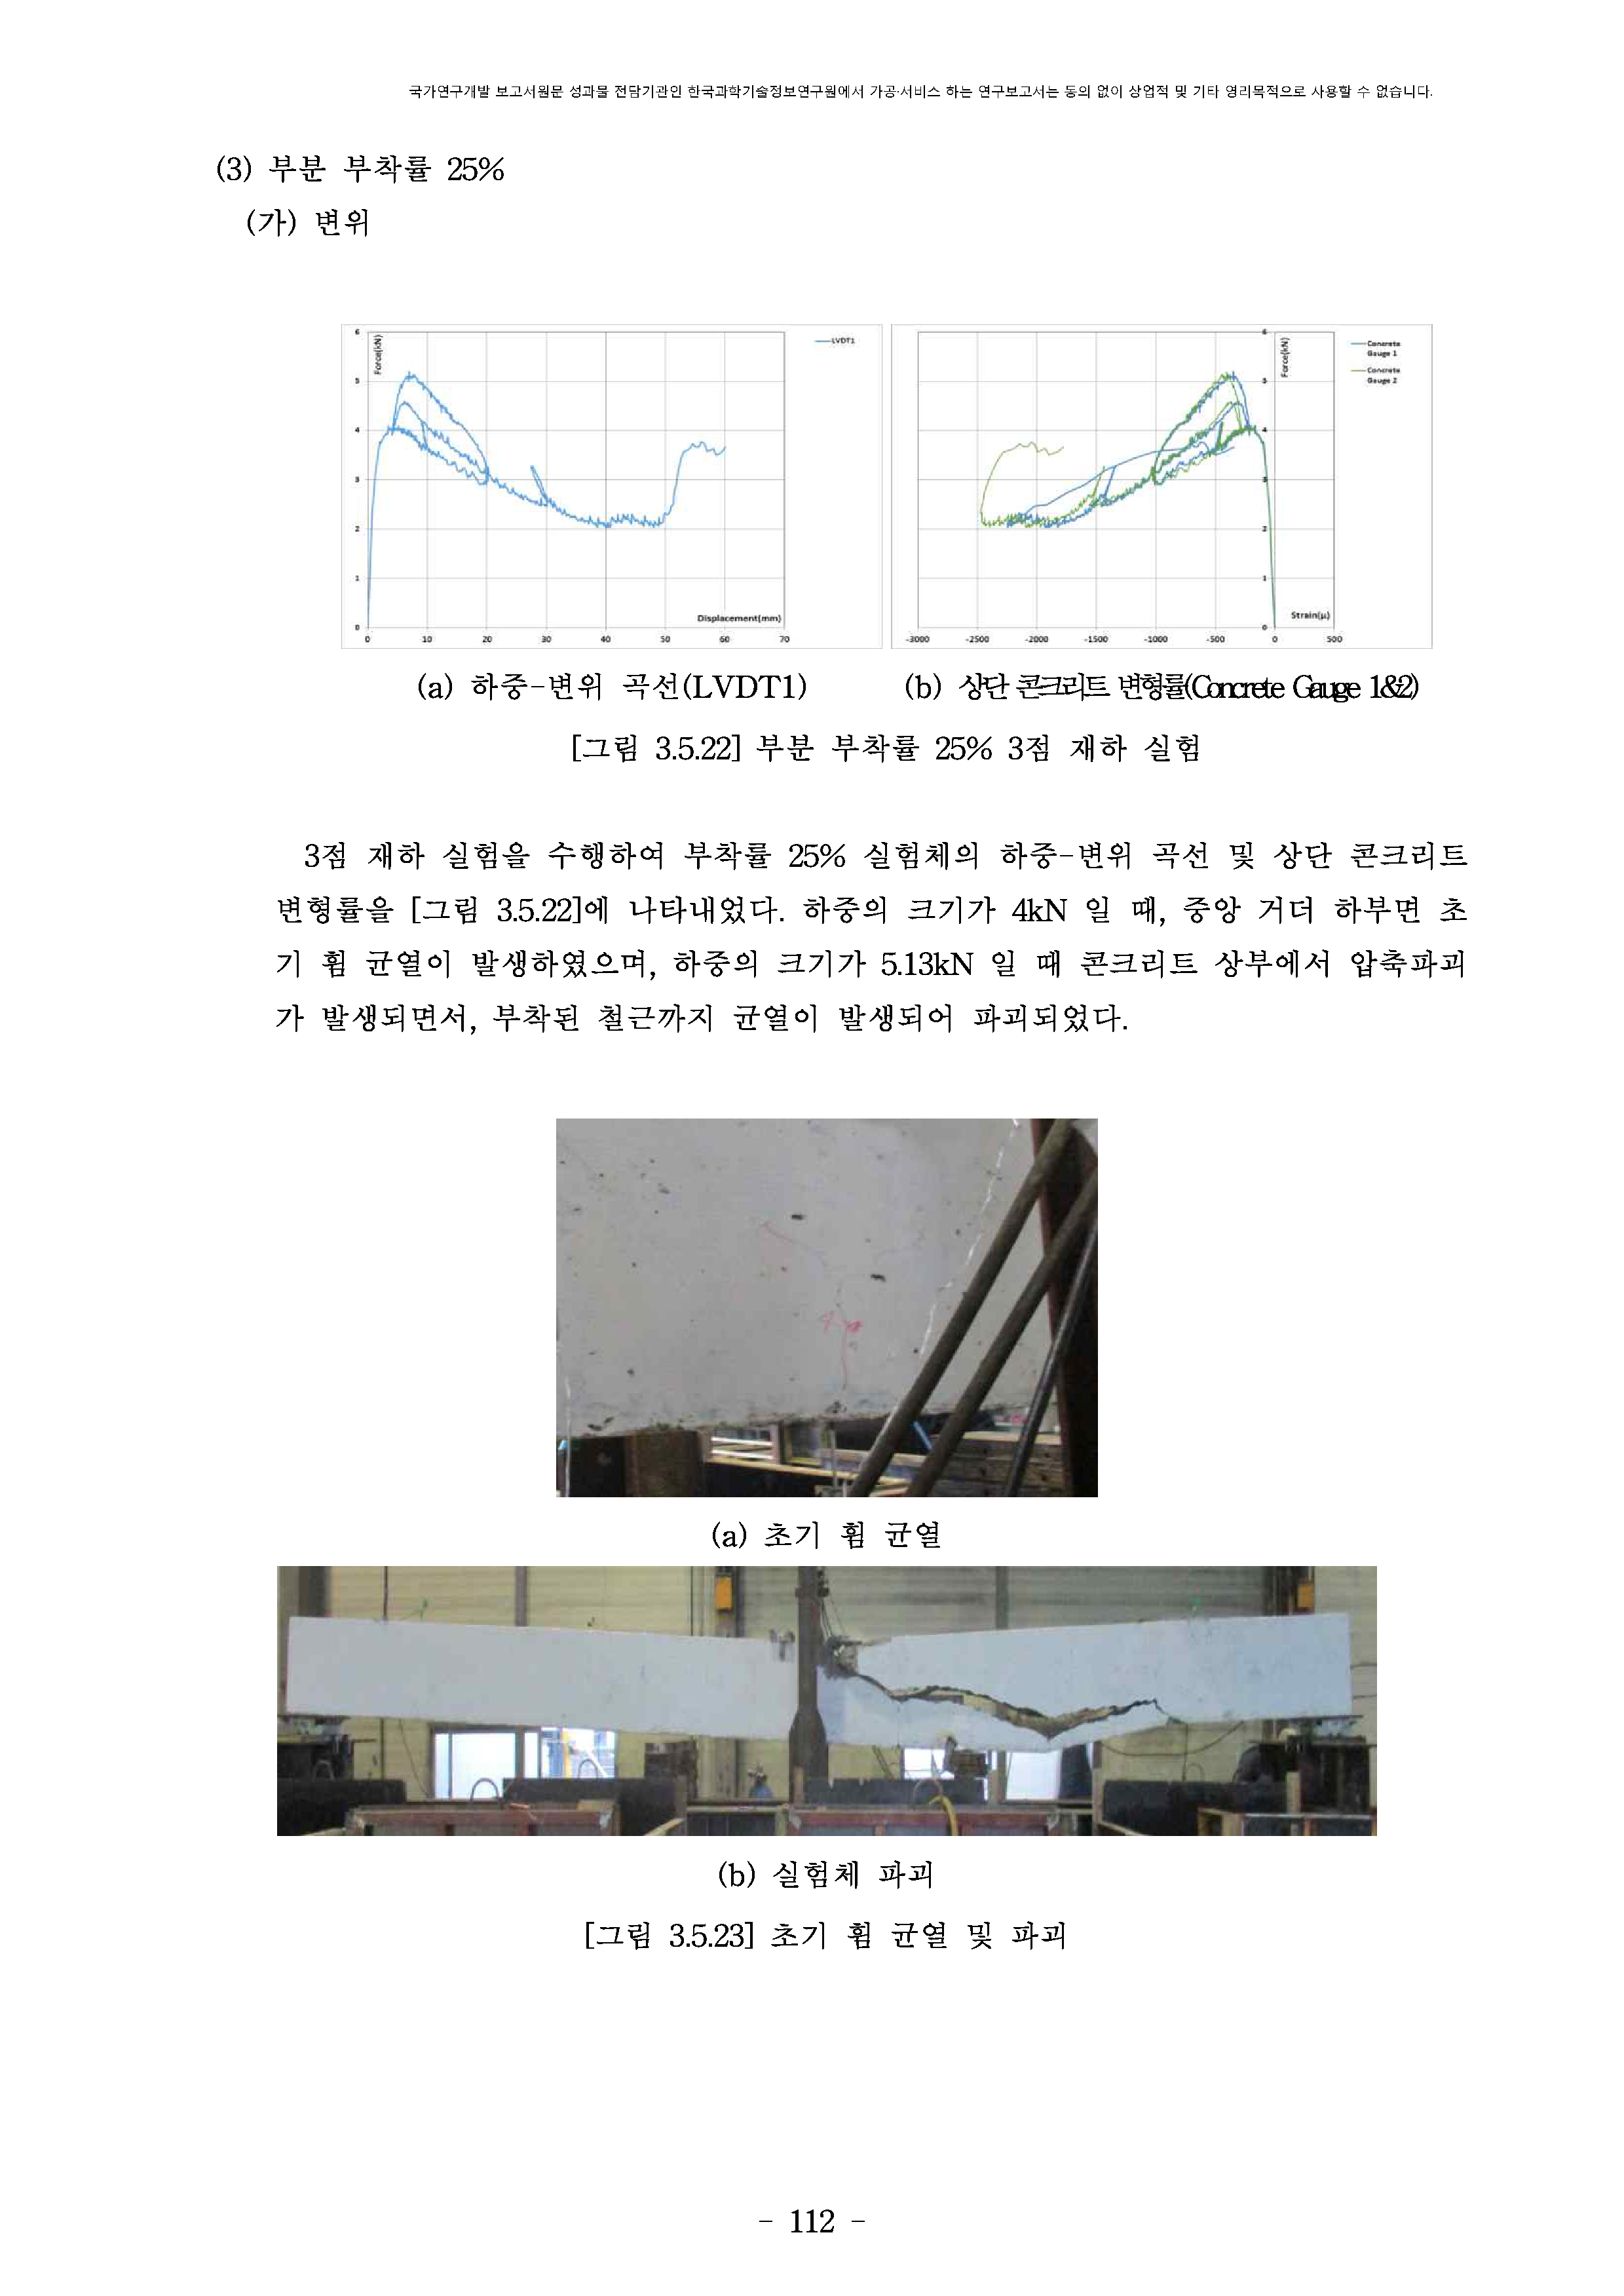 국가연구개발 보고서원문 성과물 전담기관인 한국과학기술정보연구원에서 가공·서비스 하는 연구보고서는 동의 없이 상업적 및 기타 영리목적으로 사용할 수 없습니다.
(3) 부분 부착률 25%
(가) 변위
Force(kN)
6
5
4
3
2
1
0
LVDT1
Displacement(mm)
0 10 20 30 40 50 60 70
Force(kN)
6
5
4
3
2
1
0
Concrete
Gauge 1
Concrete
Gauge 2
Strain(μ)
-3000 -2500 -2000 -1500 -1000 -500 0 500
(a) 하중-변위 곡선(LVDT1)
(b) 상단 콘크리트 변형률(Concrete Gauge 1&2)
[그림 3.5.22] 부분 부착률 25% 3점 재하 실험
3점 재하 실험을 수행하여 부착률 25% 실험체의 하중-변위 곡선 및 상단 콘크리트
변형률을 [그림 3.5.22]에 나타내었다. 하중의 크기가 4kN 일 때, 중앙 거더 하부면 초
기 휨 균열이 발생하였으며, 하중의 크기가 5.13kN 일 때 콘크리트 상부에서 압축파괴
가 발생되면서, 부착된 철근까지 균열이 발생되어 파괴되었다.
(a) 초기 휨 균열
(b) 실험체 파괴
[그림 3.5.23] 초기 휨 균열 및 파괴
- 112 -